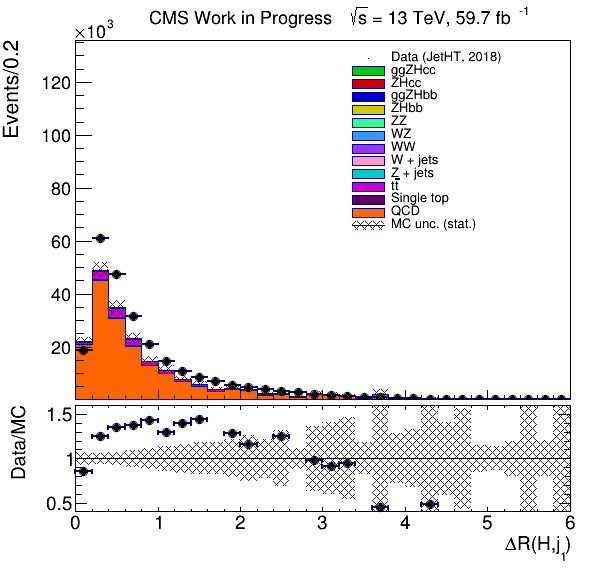 CMS Work in Progress √s = 13 TeV, 59.7 fb⁻¹
×10³
Events/0.2
120
100
80
60
40
20
Data (JetHT, 2018)
ggZHcc
ZHcc
ggZHbb
ZHbb
ZZ
WZ
WW
W + jets
Z + jets
tt̄
Single top
QCD
MC unc. (stat.)
Data/MC
1.5
1
0.5
0 1 2 3 4 5 6
ΔR(H,j₁)